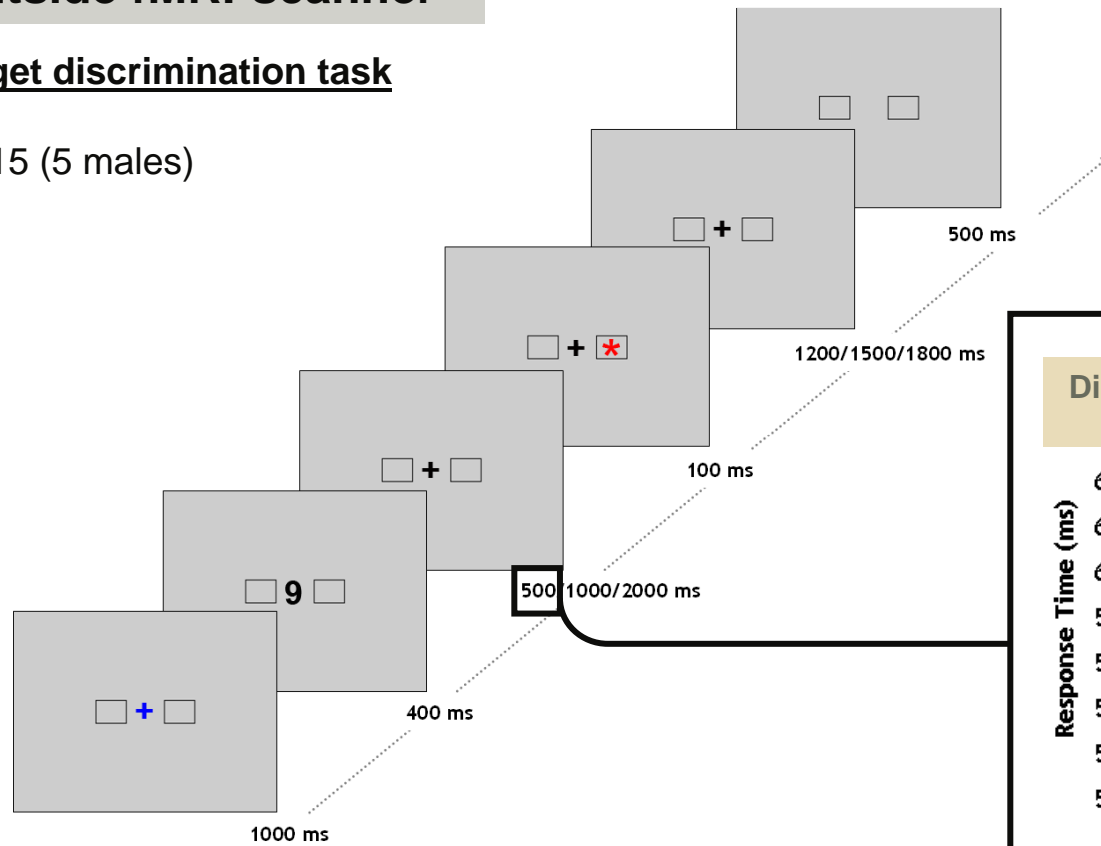 get discrimination task
15 (5 males)
500 ms
+
1200/1500/1800 ms
+ *
100 ms
+
500/1000/2000 ms
9
400 ms
+
1000 ms
Di
Response Time (ms)